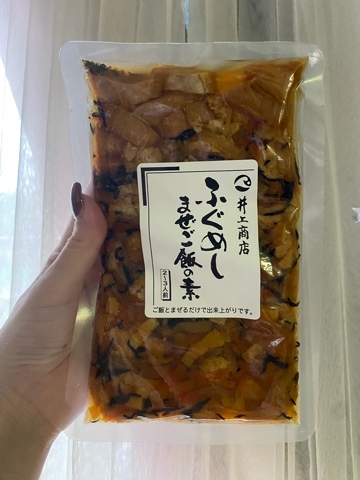 井上商店
ふぐめし
まぜご飯の素
2~3人前
ご飯とまぜるだけで出来上がりです。